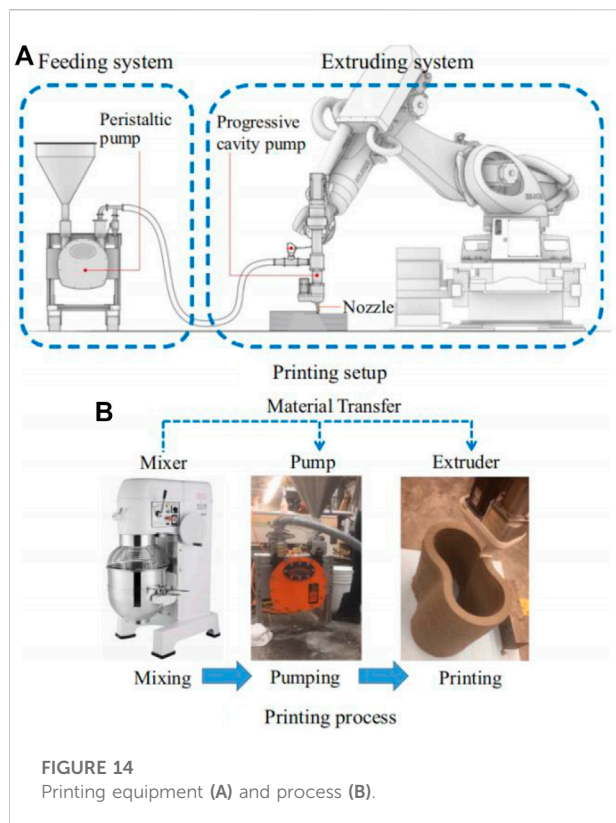 A Feeding system Extruding system
Peristaltic pump
Progressive cavity pump
Nozzle
Printing setup
B
Material Transfer
Mixer Pump Extruder
Mixing Pumping Printing
Printing process
FIGURE 14
Printing equipment (A) and process (B).